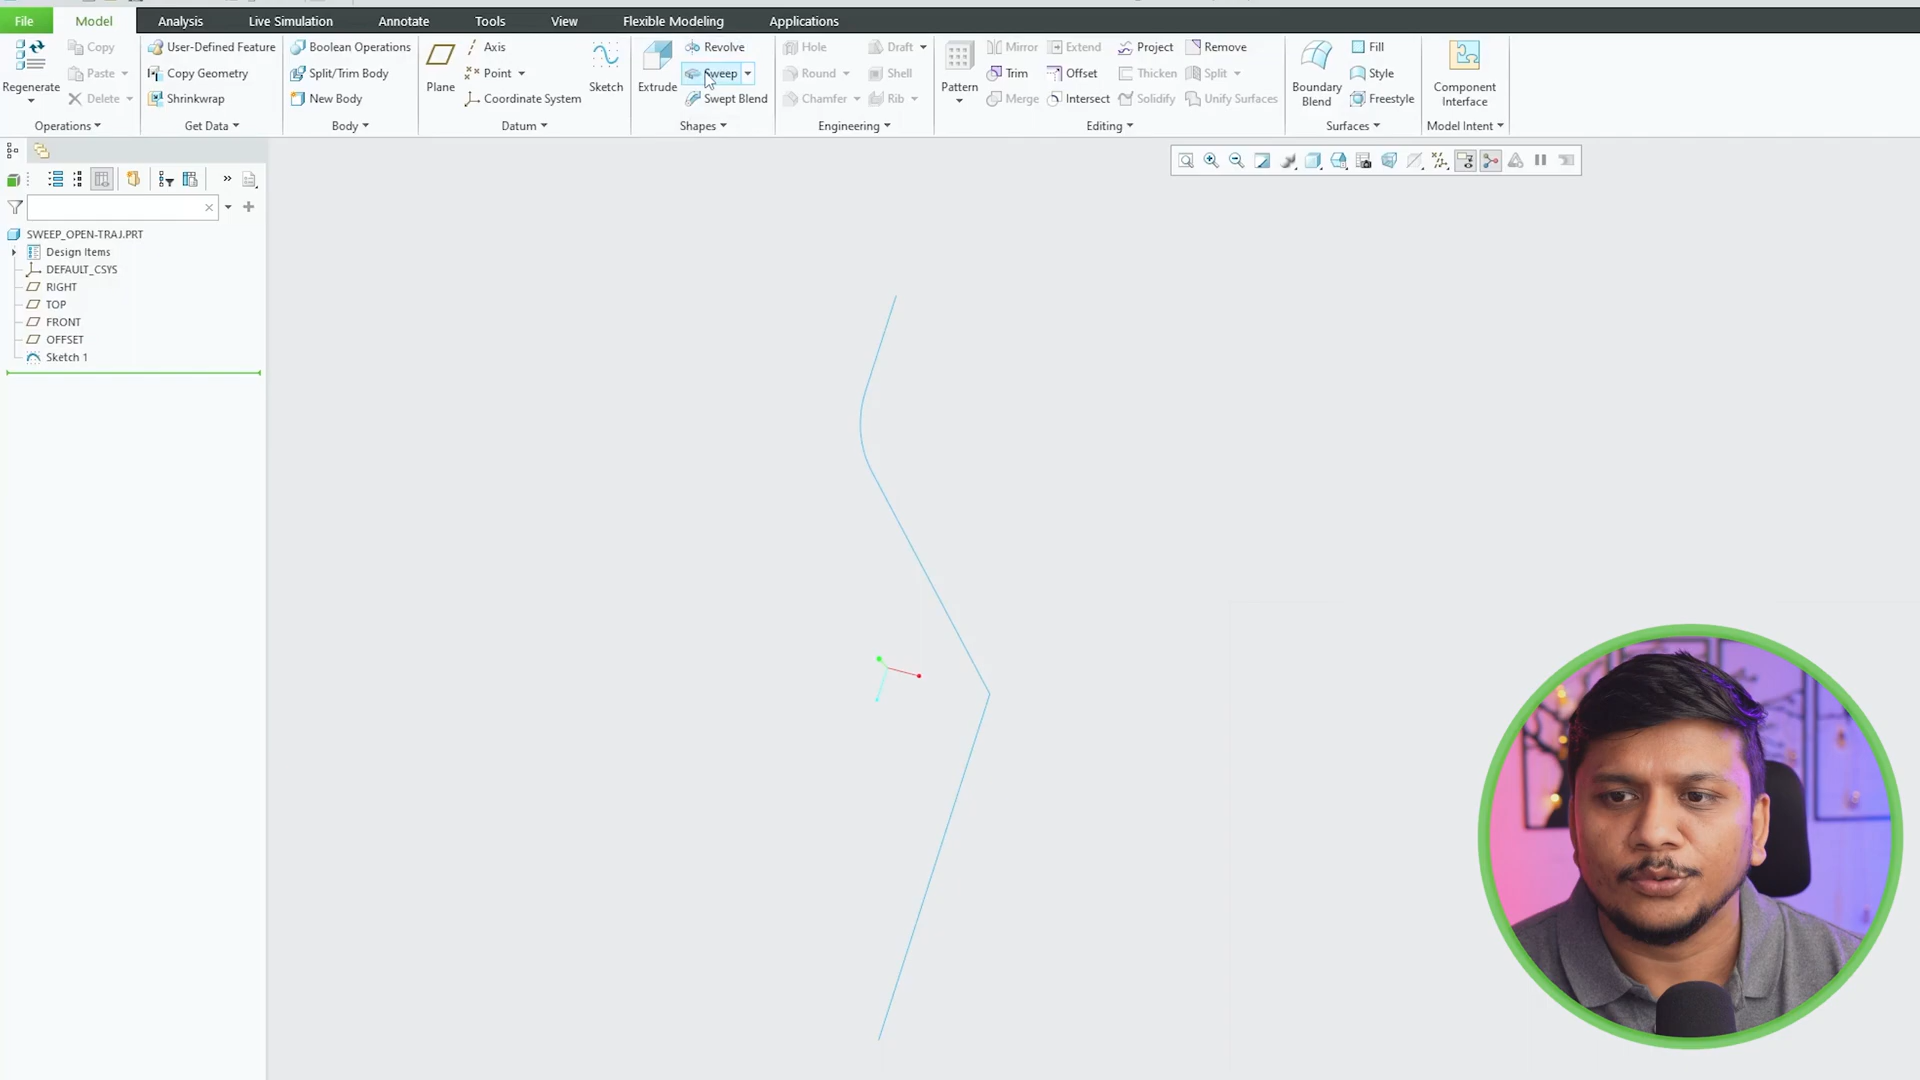 File Model Analysis Live Simulation Annotate Tools View Flexible Modeling Applications
Regenerate
Copy
Paste
Delete
Operations
User-Defined Feature
Copy Geometry
Shrinkwrap
Get Data
Boolean Operations
Split/Trim Body
New Body
Body
Plane
Axis
Point
Coordinate System
Sketch
Datum
Extrude
Revolve
Sweep
Swept Blend
Shapes
Hole
Round
Chamfer
Draft
Shell
Rib
Engineering
Pattern
Mirror
Trim
Merge
Extend
Offset
Intersect
Project
Thicken
Solidify
Remove
Split
Unify Surfaces
Editing
Boundary
Blend
Fill
Style
Freestyle
Surfaces
Component
Interface
Model Intent
SWEEP_OPEN-TRAJ.PRT
Design Items
DEFAULT_CSYS
RIGHT
TOP
FRONT
OFFSET
Sketch 1